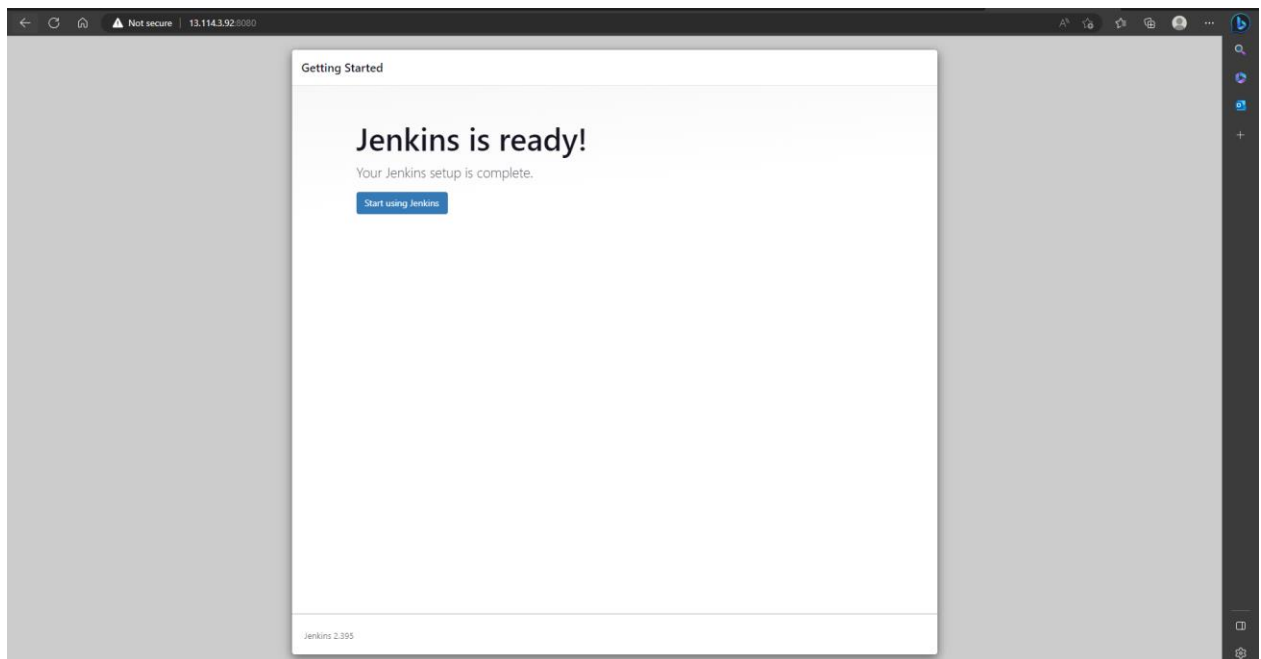 Not secure | 13.114.3.92:8080
Getting Started
Jenkins is ready!
Your Jenkins setup is complete.
Start using Jenkins
Jenkins 2.395